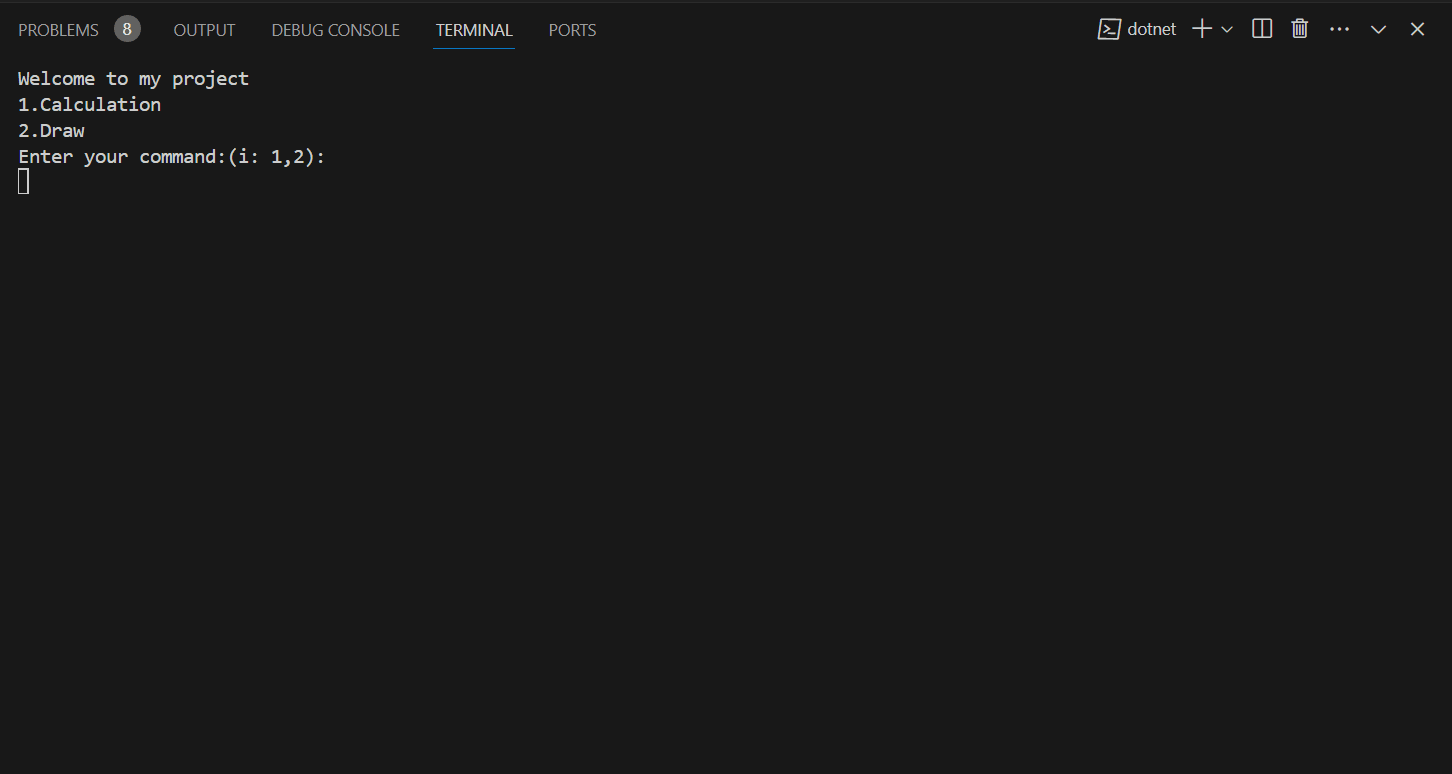 PROBLEMS 8 OUTPUT DEBUG CONSOLE TERMINAL PORTS dotnet
Welcome to my project
1.Calculation
2.Draw
Enter your command:(i: 1,2):